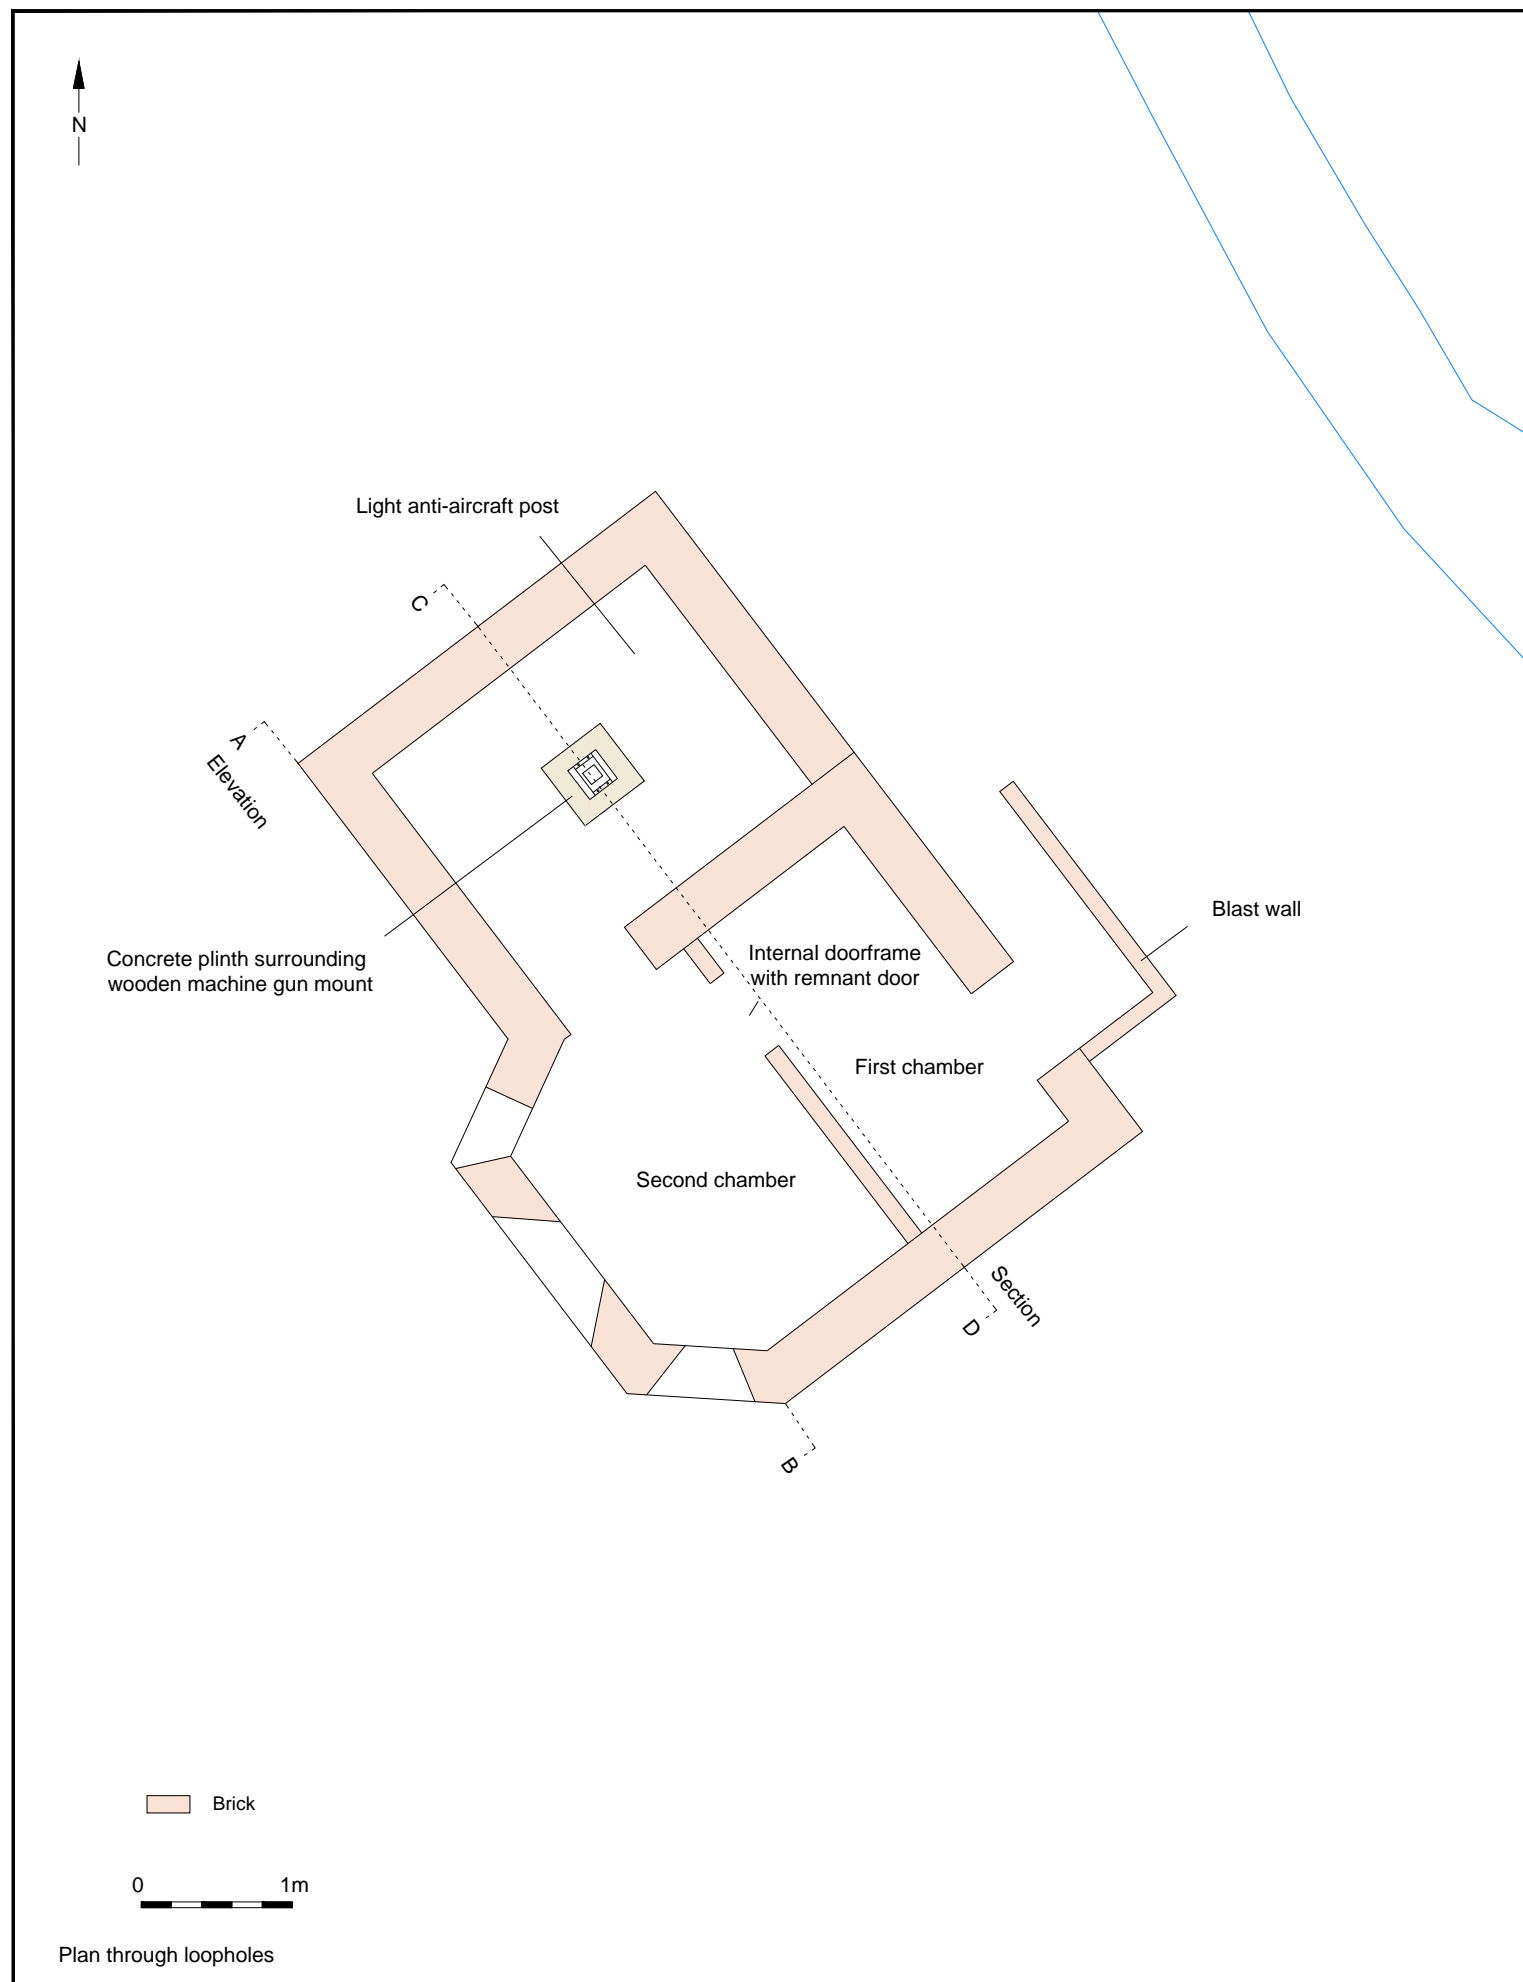 N
Light anti-aircraft post
C
A
Elevation
Blast wall
Concrete plinth surrounding
wooden machine gun mount
Internal doorframe
with remnant door
First chamber
Second chamber
Section
D
B
Brick
0 1m
Plan through loopholes